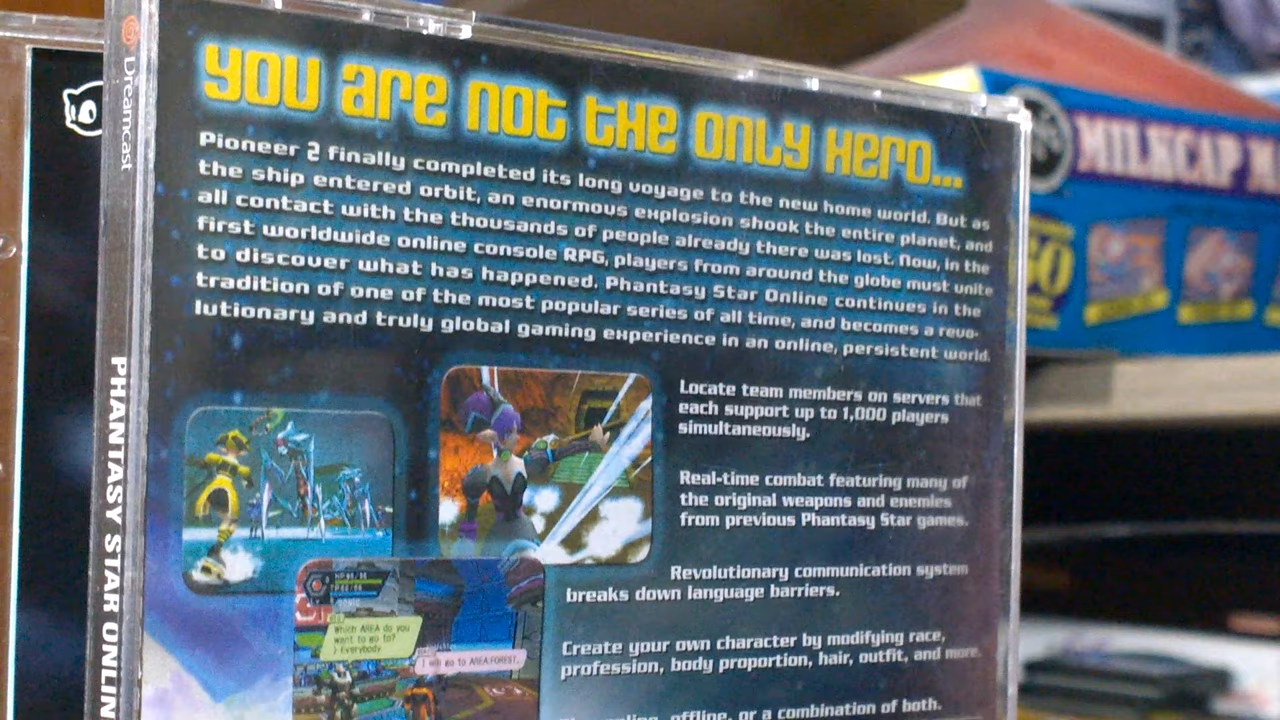 Dreamcast
PHANTASY STAR ONLIN
YOU ARE NOT THE ONLY HERO...
Pioneer 2 finally completed its long voyage to the new home world. But as
the ship entered orbit, an enormous explosion shook the entire planet, and
all contact with the thousands of people already there was lost. Now, in the
first worldwide online console RPG, players from around the globe must unite
to discover what has happened. Phantasy Star Online continues in the
tradition of one of the most popular series of all time, and becomes a revo-
lutionary and truly global gaming experience in an online, persistent world.
Locate team members on servers that
each support up to 1,000 players
simultaneously.
Real-time combat featuring many of
the original weapons and enemies
from previous Phantasy Star games.
Revolutionary communication system
breaks down language barriers.
Create your own character by modifying race,
profession, body proportion, hair, outfit, and more.
online, offline, or a combination of both.
Which AREA do you
want to go to?
> Everybody
I will go to AREA:FOREST.
MILKCAP M